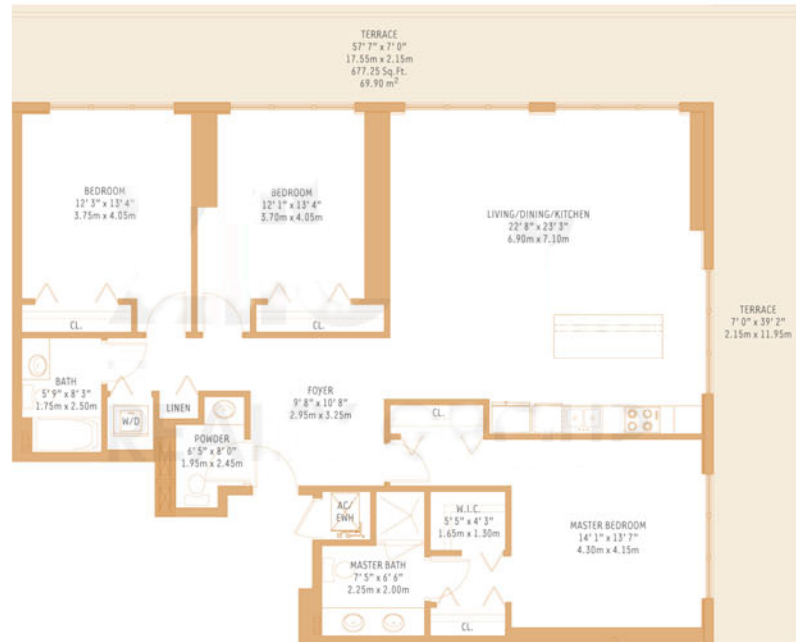 TERRACE
57' 7" x 7' 0"
17.55m x 2.15m
677.25 Sq.Ft.
69.90 m²
BEDROOM
12' 3" x 13' 4"
3.75m x 4.05m
BEDROOM
12' 1" x 13' 4"
3.70m x 4.05m
LIVING/DINING/KITCHEN
22' 8" x 23' 3"
6.90m x 7.10m
TERRACE
7' 0" x 39' 2"
2.15m x 11.95m
CL.
CL.
BATH
5' 9" x 8' 3"
1.75m x 2.50m
W/D
LINEN
FOYER
9' 8" x 10' 8"
2.95m x 3.25m
CL.
POWDER
6' 5" x 8' 0"
1.95m x 2.45m
AC/
EWH
W.I.C.
5' 5" x 4' 3"
1.65m x 1.30m
MASTER BEDROOM
14' 1" x 13' 7"
4.30m x 4.15m
MASTER BATH
7' 5" x 6' 6"
2.25m x 2.00m
CL.